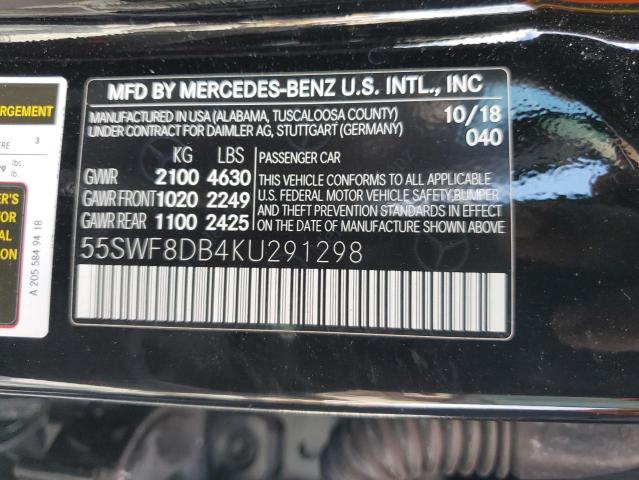 MFD BY MERCEDES-BENZ U.S. INTL., INC
MANUFACTURED IN USA (ALABAMA, TUSCALOOSA COUNTY) 10/18
UNDER CONTRACT FOR DAIMLER AG, STUTTGART (GERMANY) 040
KG LBS PASSENGER CAR
GVWR 2100 4630
GAWR FRONT 1020 2249
GAWR REAR 1100 2425
THIS VEHICLE CONFORMS TO ALL APPLICABLE
FEDERAL MOTOR VEHICLE SAFETY, BUMPER
AND THEFT PREVENTION STANDARDS IN EFFECT
ON THE DATE OF MANUFACTURE SHOWN ABOVE.
55SWF8DB4KU291298
3
lbs.
lb.
A 205 584 94 18